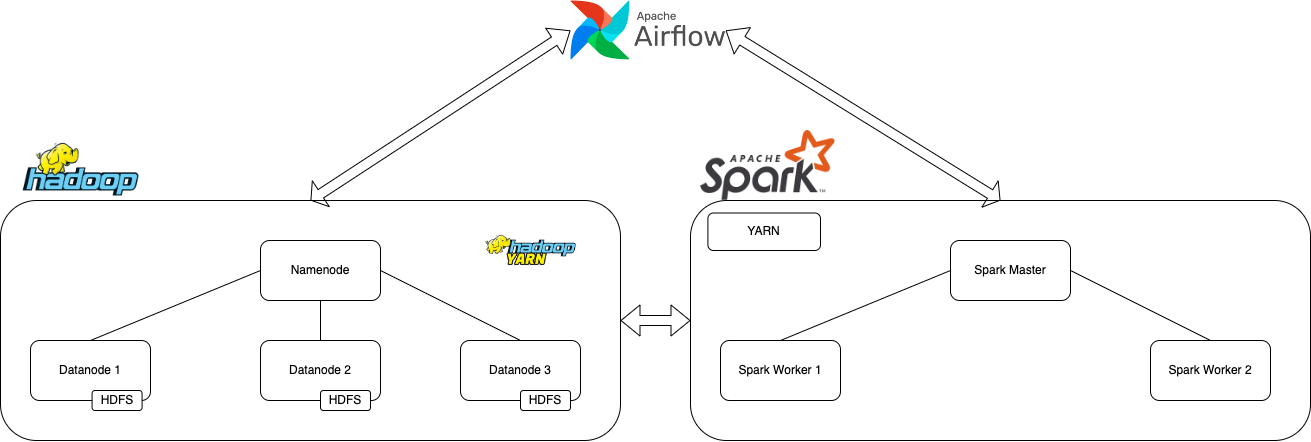 Apache
Airflow
hadoop
APACHE
Spark
TM
hadoop
YARN
YARN
Namenode
Spark Master
Datanode 1
Datanode 2
Datanode 3
Spark Worker 1
Spark Worker 2
HDFS
HDFS
HDFS